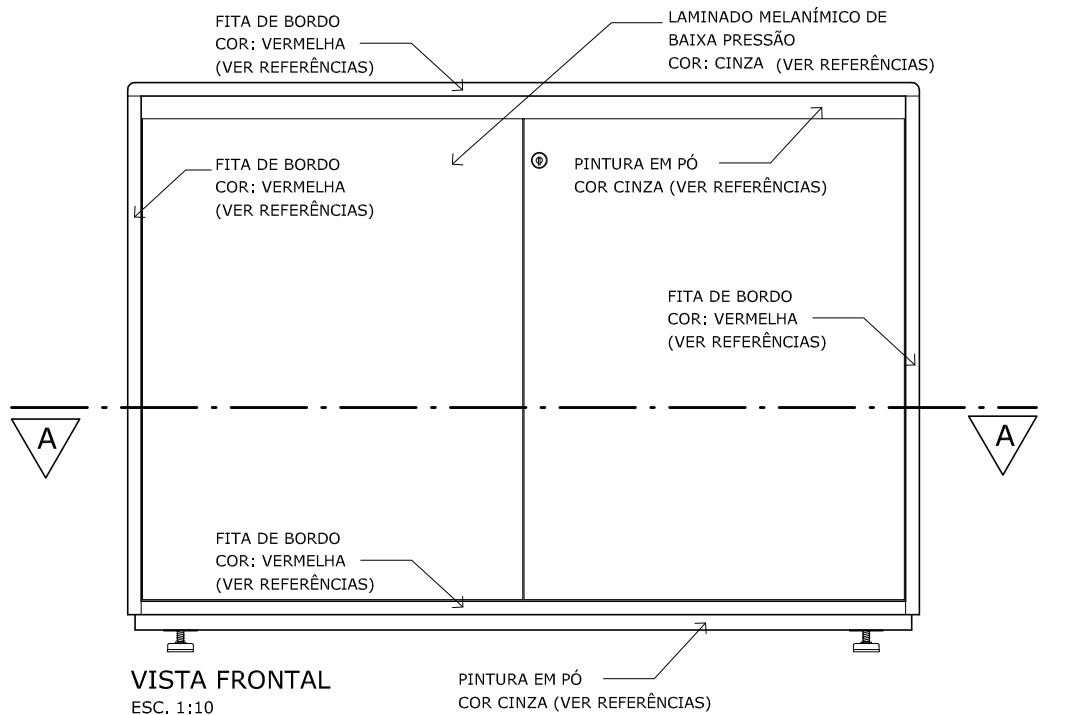 FITA DE BORDO
COR: VERMELHA
(VER REFERÊNCIAS)
LAMINADO MELANÍMICO DE
BAIXA PRESSÃO
COR: CINZA (VER REFERÊNCIAS)
FITA DE BORDO
COR: VERMELHA
(VER REFERÊNCIAS)
PINTURA EM PÓ
COR CINZA (VER REFERÊNCIAS)
FITA DE BORDO
COR: VERMELHA
(VER REFERÊNCIAS)
A
A
FITA DE BORDO
COR: VERMELHA
(VER REFERÊNCIAS)
VISTA FRONTAL
ESC. 1:10
PINTURA EM PÓ
COR CINZA (VER REFERÊNCIAS)